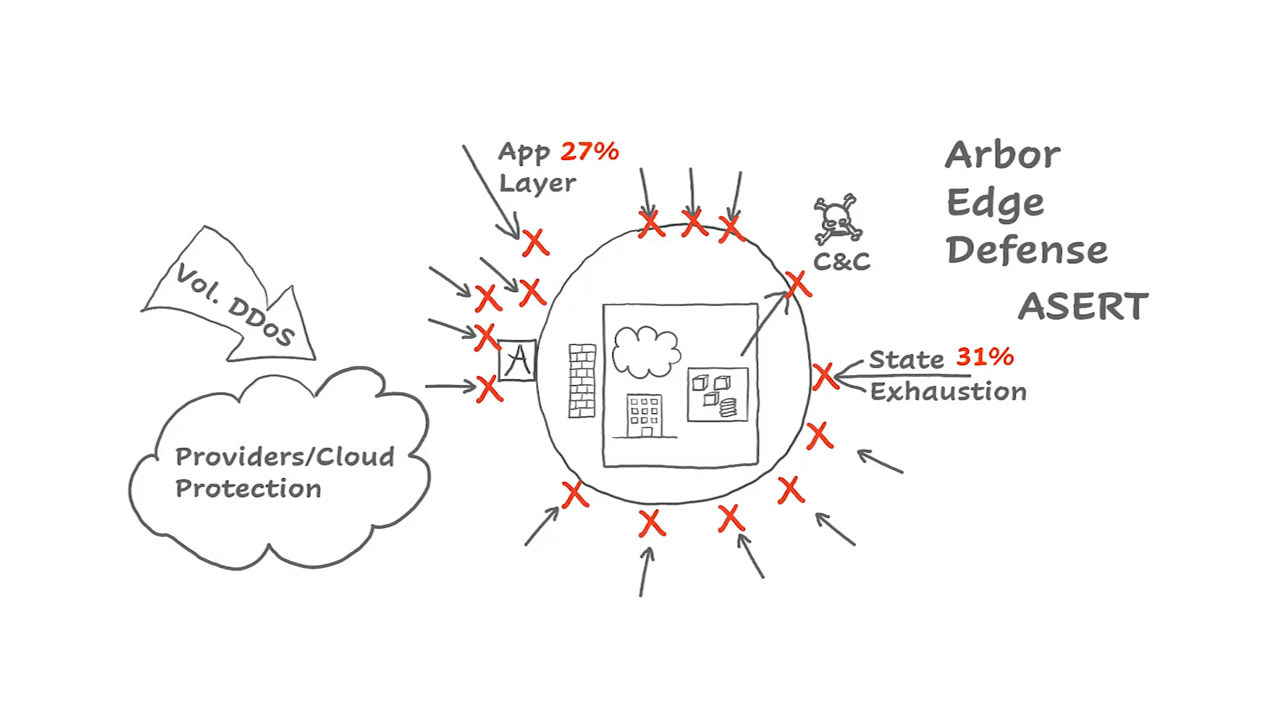 App 27%
Layer
Arbor
Edge
Defense
ASERT
C&C
Vol. DDoS
A
State 31%
Exhaustion
Providers/Cloud
Protection